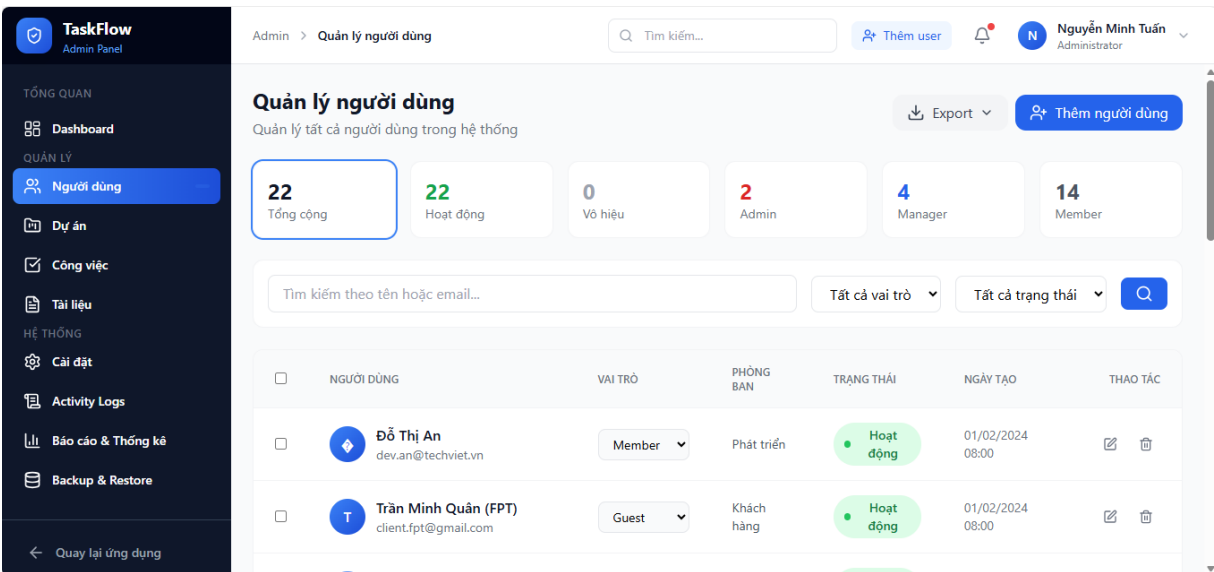 TaskFlow
Admin Panel
TỔNG QUAN
Dashboard
QUẢN LÝ
Người dùng
Dự án
Công việc
Tài liệu
HỆ THỐNG
Cài đặt
Activity Logs
Báo cáo & Thống kê
Backup & Restore
Quay lại ứng dụng
Admin > Quản lý người dùng
Tìm kiếm...
Thêm user
N
Nguyễn Minh Tuấn
Administrator
Quản lý người dùng
Quản lý tất cả người dùng trong hệ thống
Export
Thêm người dùng
22
Tổng cộng
22
Hoạt động
0
Vô hiệu
2
Admin
4
Manager
14
Member
Tìm kiếm theo tên hoặc email...
Tất cả vai trò
Tất cả trạng thái
NGƯỜI DÙNG
VAI TRÒ
PHÒNG
BAN
TRẠNG THÁI
NGÀY TẠO
THAO TÁC
�
Đỗ Thị An
dev.an@techviet.vn
Member
Phát triển
Hoạt
động
01/02/2024
08:00
T
Trần Minh Quân (FPT)
client.fpt@gmail.com
Guest
Khách
hàng
Hoạt
động
01/02/2024
08:00